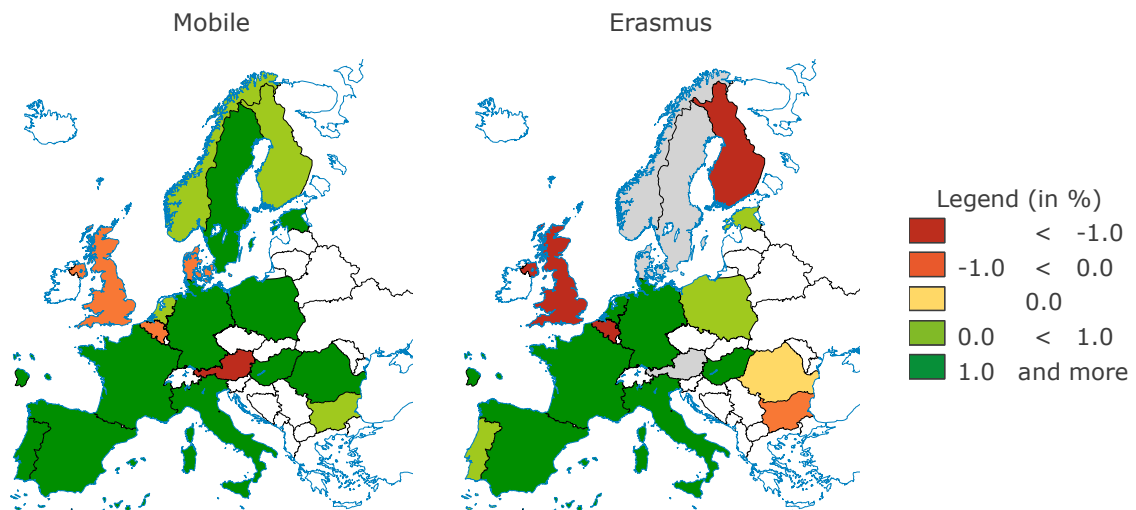 Mobile
Erasmus
Legend (in %)
< -1.0
-1.0 < 0.0
0.0
0.0 < 1.0
1.0 and more